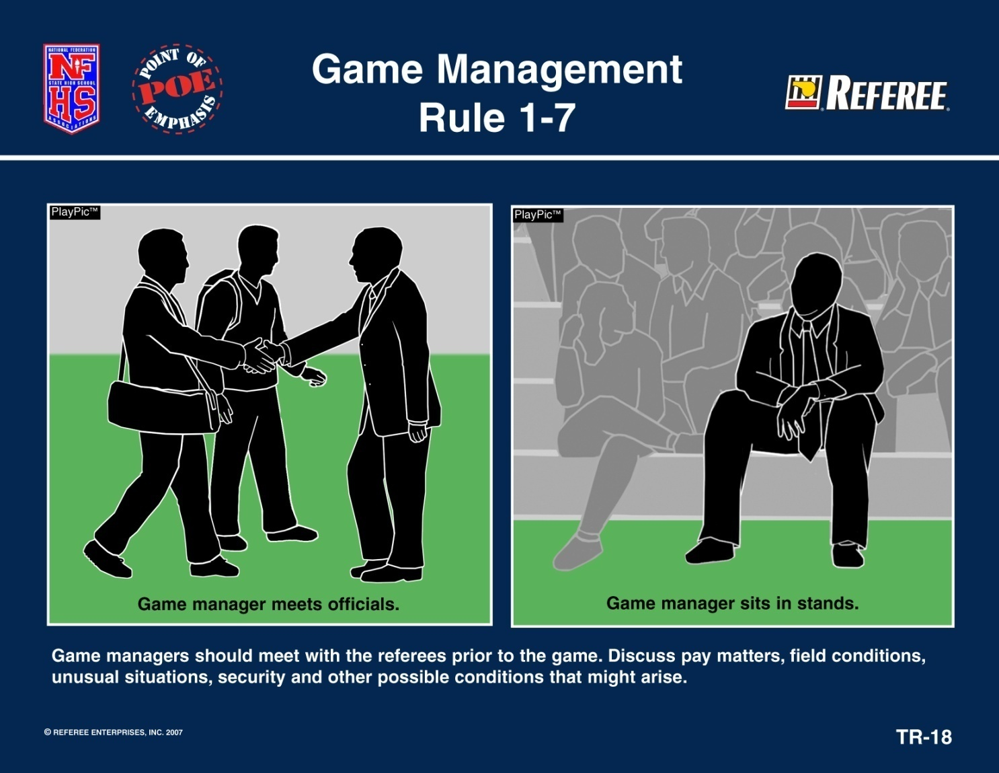 NATIONAL FEDERATION
NF
STATE HIGH SCHOOL
HS
ASSOCIATIONS
POINT OF
POE
EMPHASIS
Game Management
Rule 1-7
REFEREE
PlayPic™
PlayPic™
Game manager meets officials.
Game manager sits in stands.
Game managers should meet with the referees prior to the game. Discuss pay matters, field conditions,
unusual situations, security and other possible conditions that might arise.
© REFEREE ENTERPRISES, INC. 2007
TR-18